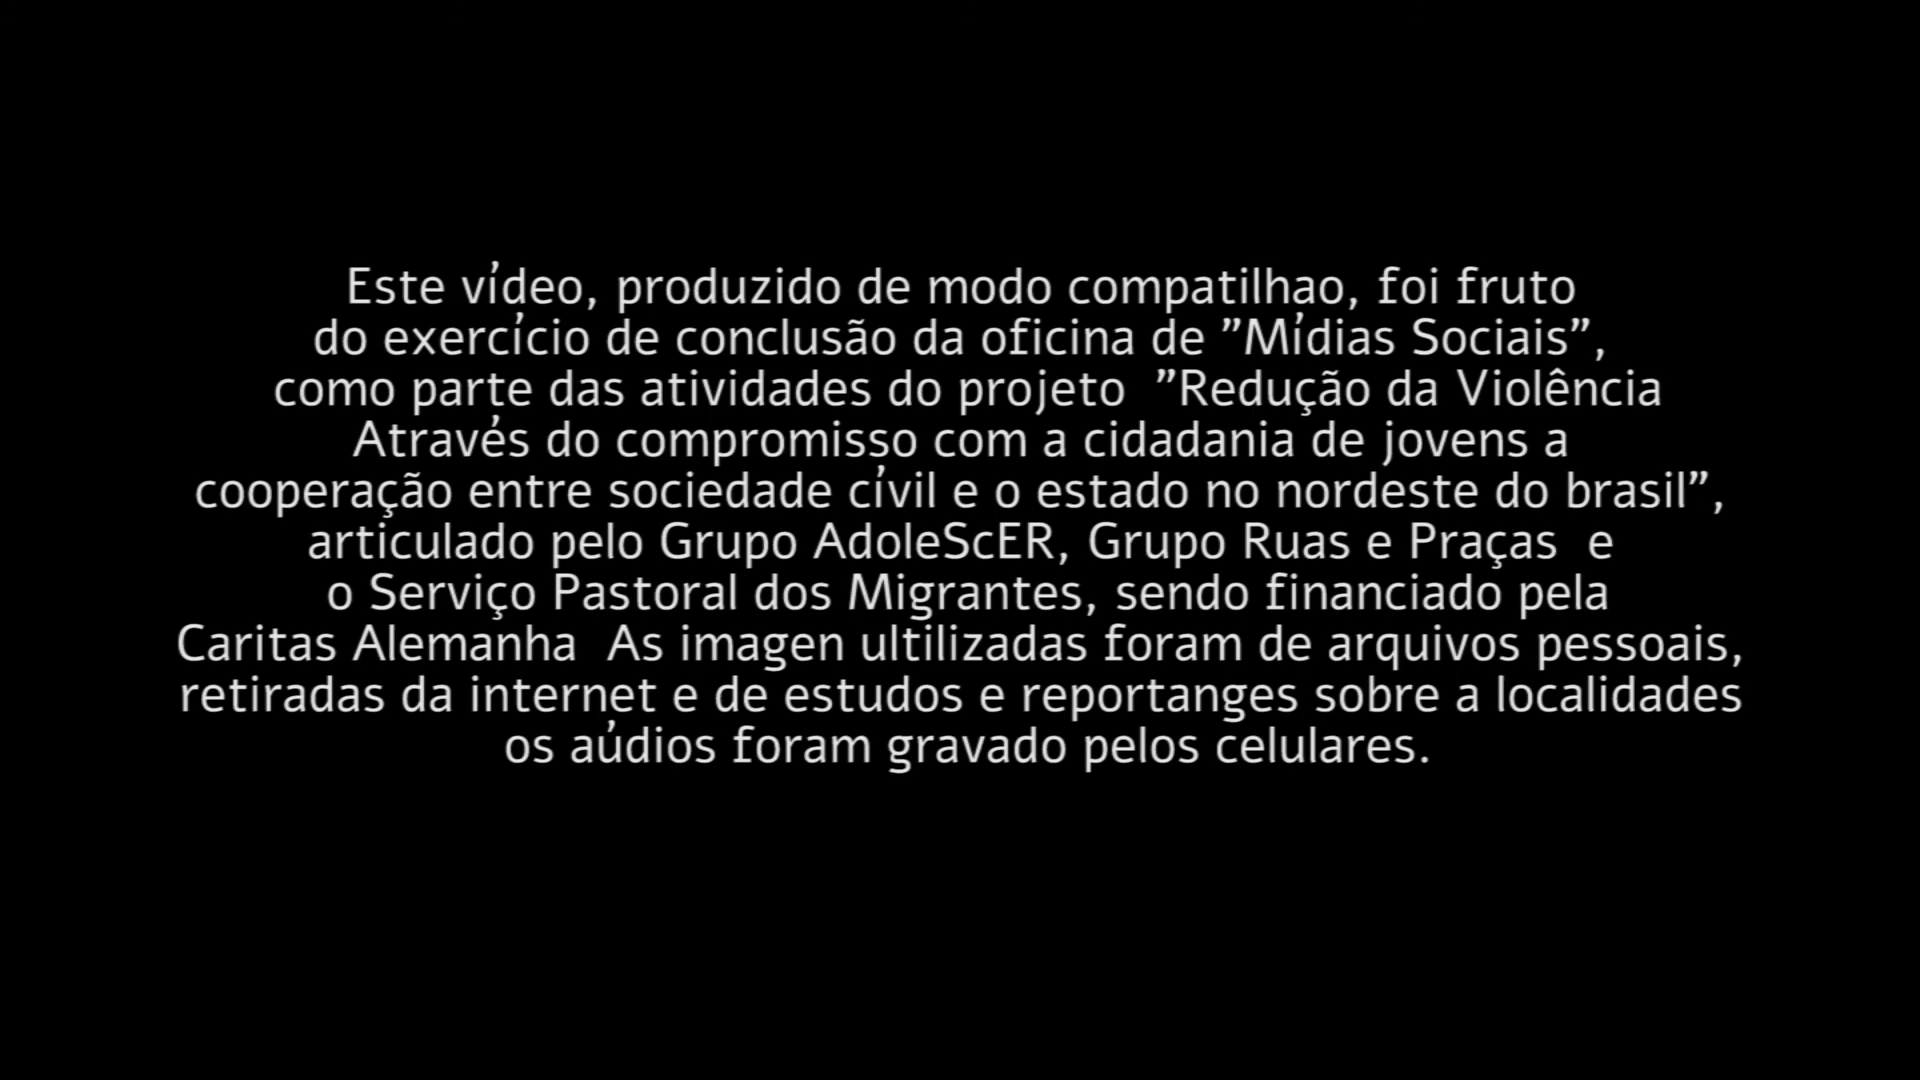 Este vídeo, produzido de modo compatilhao, foi fruto
do exercício de conclusão da oficina de ”Mídias Sociais”,
como parte das atividades do projeto  ”Redução da Violência
Através do compromisso com a cidadania de jovens a
cooperação entre sociedade cívil e o estado no nordeste do brasil”,
articulado pelo Grupo AdoleScER, Grupo Ruas e Praças  e
o Serviço Pastoral dos Migrantes, sendo financiado pela
Caritas Alemanha  As imagen ultilizadas foram de arquivos pessoais,
retiradas da internet e de estudos e reportanges sobre a localidades
os aúdios foram gravado pelos celulares.